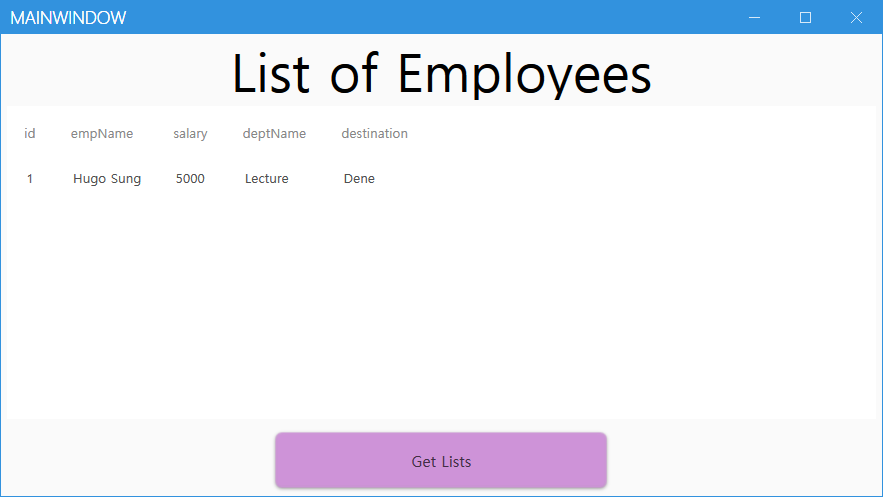 MAINWINDOW
List of Employees
id empName salary deptName destination
1 Hugo Sung 5000 Lecture Dene
Get Lists